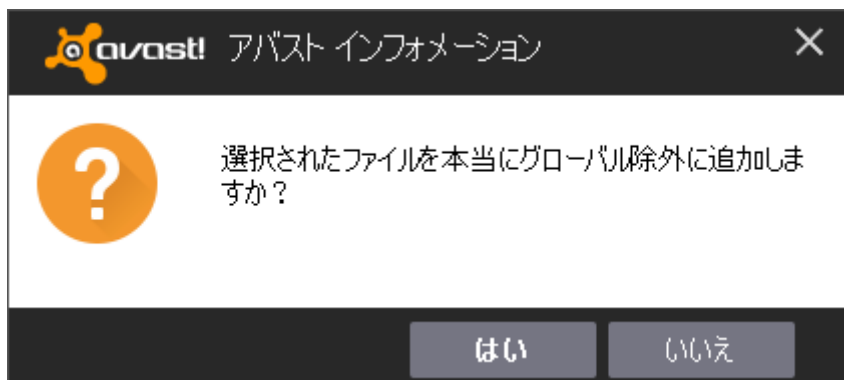 avast! アバスト インフォメーション
?
選択されたファイルを本当にグローバル除外に追加しま
すか？
はい いいえ